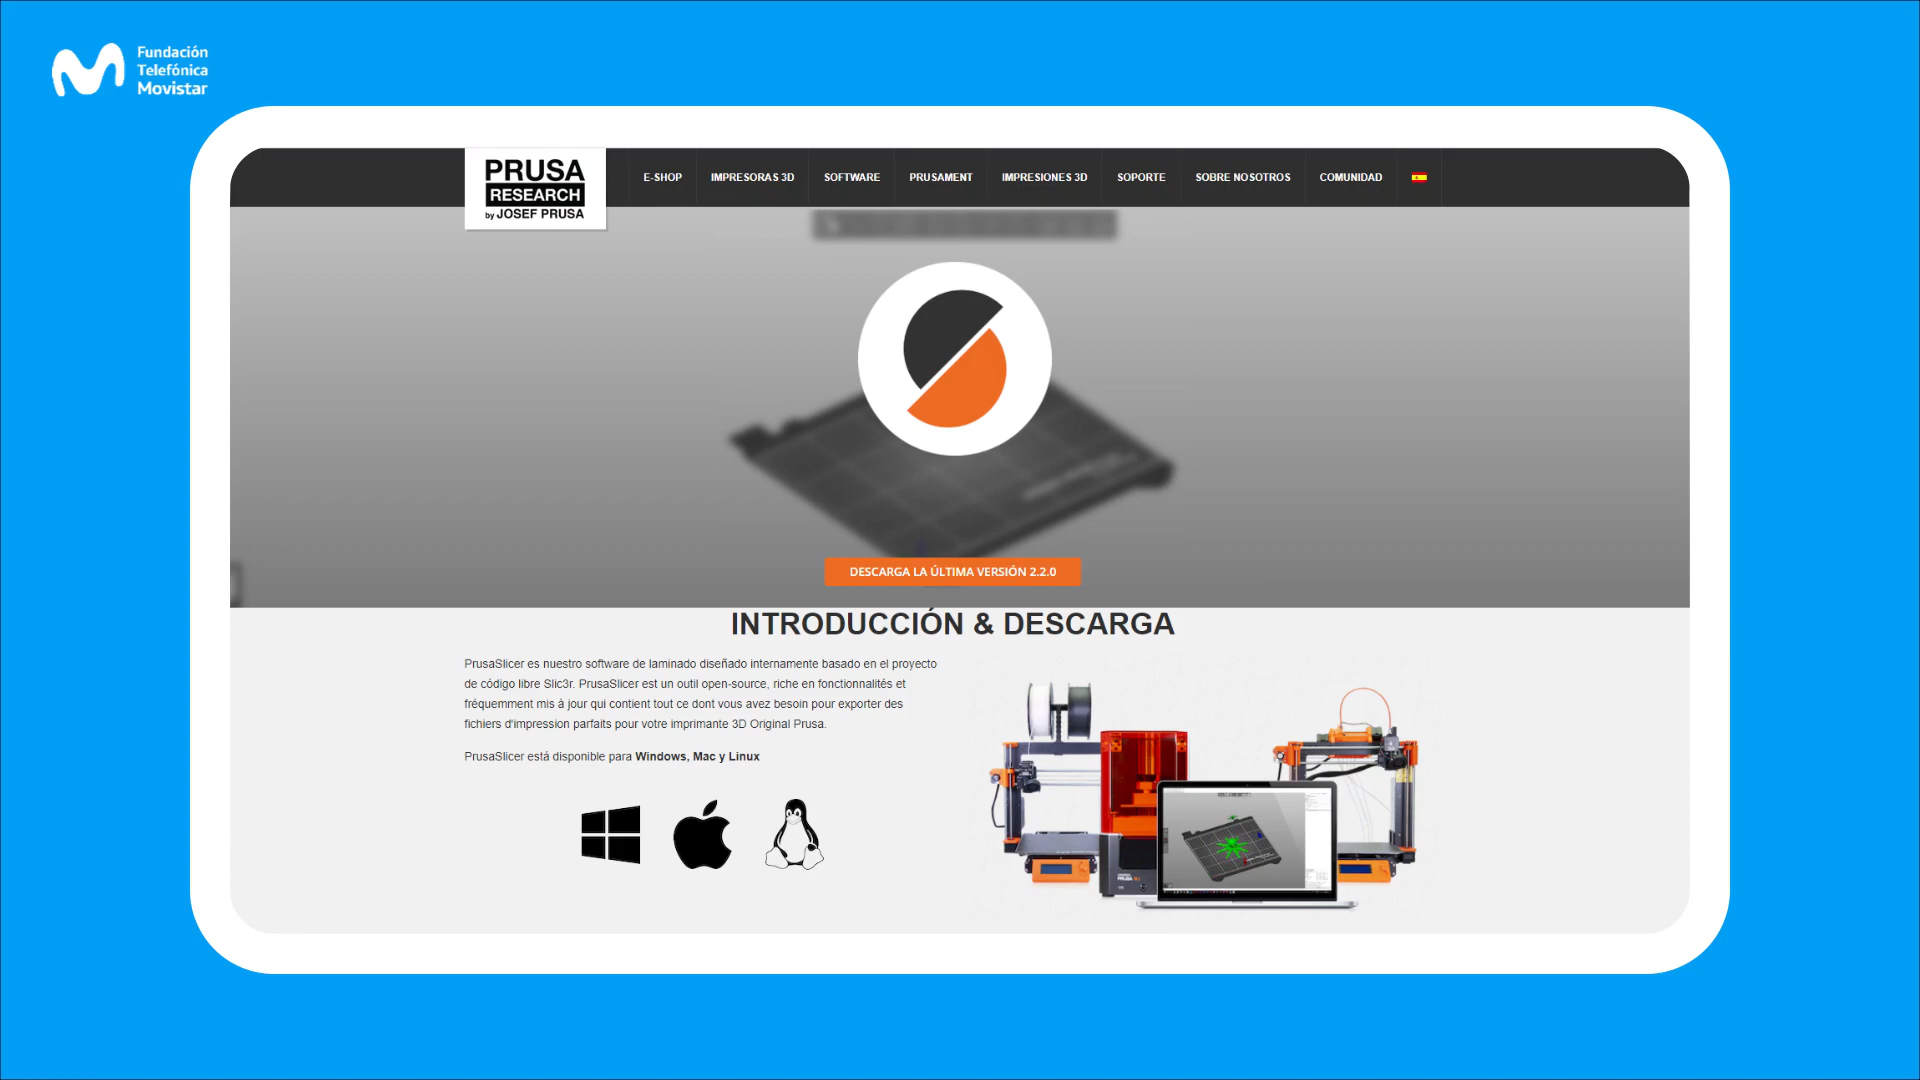 Fundación
Telefónica
Movistar
PRUSA
RESEARCH
by JOSEF PRUSA
E-SHOP IMPRESORAS 3D SOFTWARE PRUSAMENT IMPRESIONES 3D SOPORTE SOBRE NOSOTROS COMUNIDAD
DESCARGA LA ÚLTIMA VERSIÓN 2.2.0
INTRODUCCIÓN & DESCARGA
PrusaSlicer es nuestro software de laminado diseñado internamente basado en el proyecto
de código libre Slic3r. PrusaSlicer est un outil open-source, riche en fonctionnalités et
fréquemment mis à jour qui contient tout ce dont vous avez besoin pour exporter des
fichiers d'impression parfaits pour votre imprimante 3D Original Prusa.
PrusaSlicer está disponible para Windows, Mac y Linux